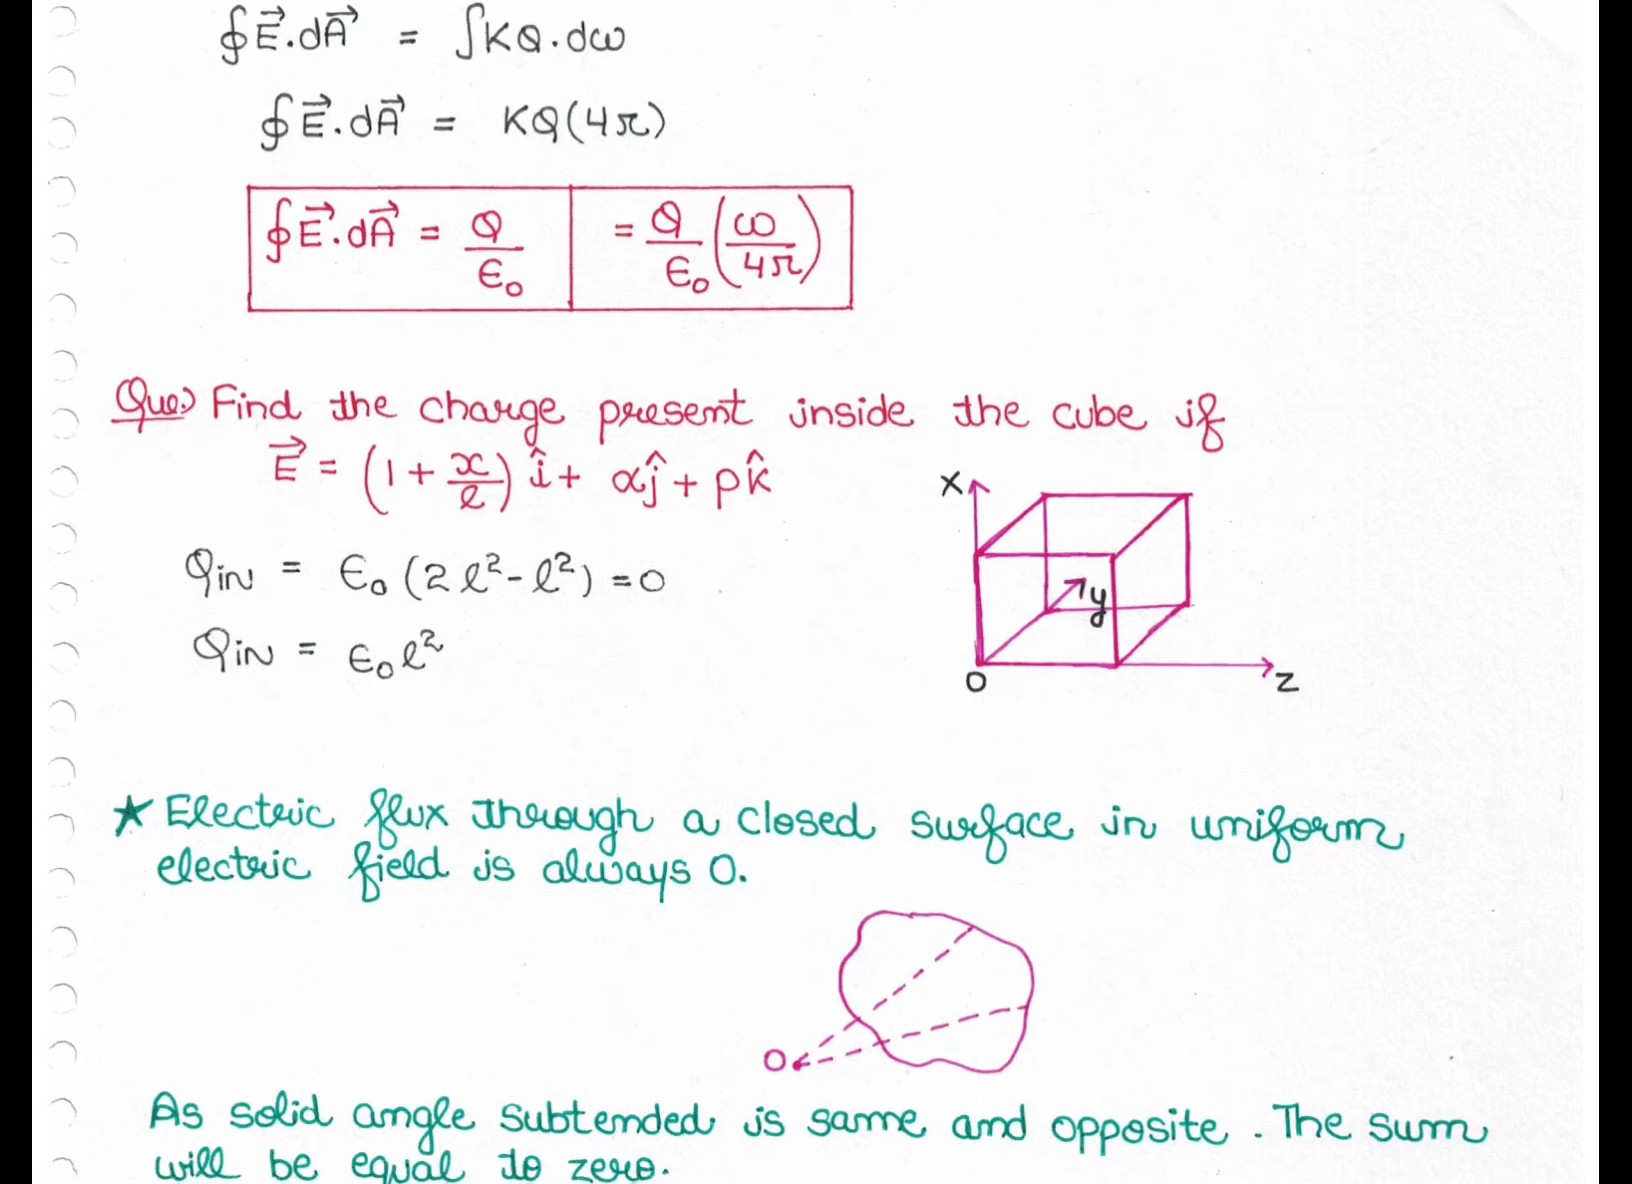 ∮E⃗.dA⃗ = ∫KQ.dω
∮E⃗.dA⃗ = KQ(4π)
∮E⃗.dA⃗ = Q/ϵ₀ = Q/ϵ₀ (ω/4π)
Que) Find the charge present inside the cube if
E⃗ = (1 + x/ℓ) î + αĵ + pk̂
X
y
O
Z
Qin = ϵ₀ (2ℓ² - ℓ²) = 0
Qin = ϵ₀ℓ²
★ Electric flux through a closed surface in uniform
electric field is always 0.
O
As solid angle subtended is same and opposite. The sum
will be equal to zero.